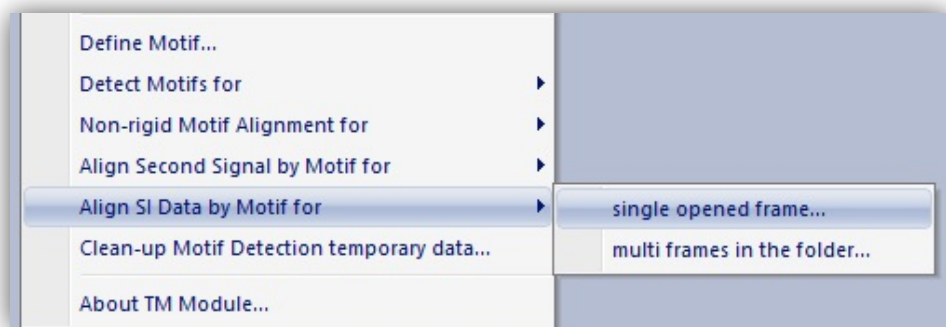 Define Motif...
Detect Motifs for
Non-rigid Motif Alignment for
Align Second Signal by Motif for
Align SI Data by Motif for
single opened frame...
Clean-up Motif Detection temporary data...
multi frames in the folder...
About TM Module...